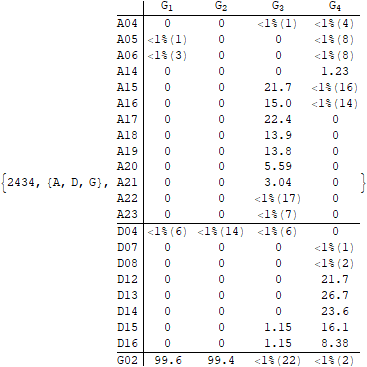 G1 G2 G3 G4
A04 0 0 <1%(1) <1%(4)
A05 <1%(1) 0 0 <1%(8)
A06 <1%(3) 0 0 <1%(8)
A14 0 0 0 1.23
A15 0 0 21.7 <1%(16)
A16 0 0 15.0 <1%(14)
A17 0 0 22.4 0
A18 0 0 13.9 0
A19 0 0 13.8 0
A20 0 0 5.59 0
{2434, {A, D, G}, A21 0 0 3.04 0 }
A22 0 0 <1%(17) 0
A23 0 0 <1%(7) 0
D04 <1%(6) <1%(14) <1%(6) 0
D07 0 0 0 <1%(1)
D08 0 0 0 <1%(2)
D12 0 0 0 21.7
D13 0 0 0 26.7
D14 0 0 0 23.6
D15 0 0 1.15 16.1
D16 0 0 1.15 8.38
G02 99.6 99.4 <1%(22) <1%(2)